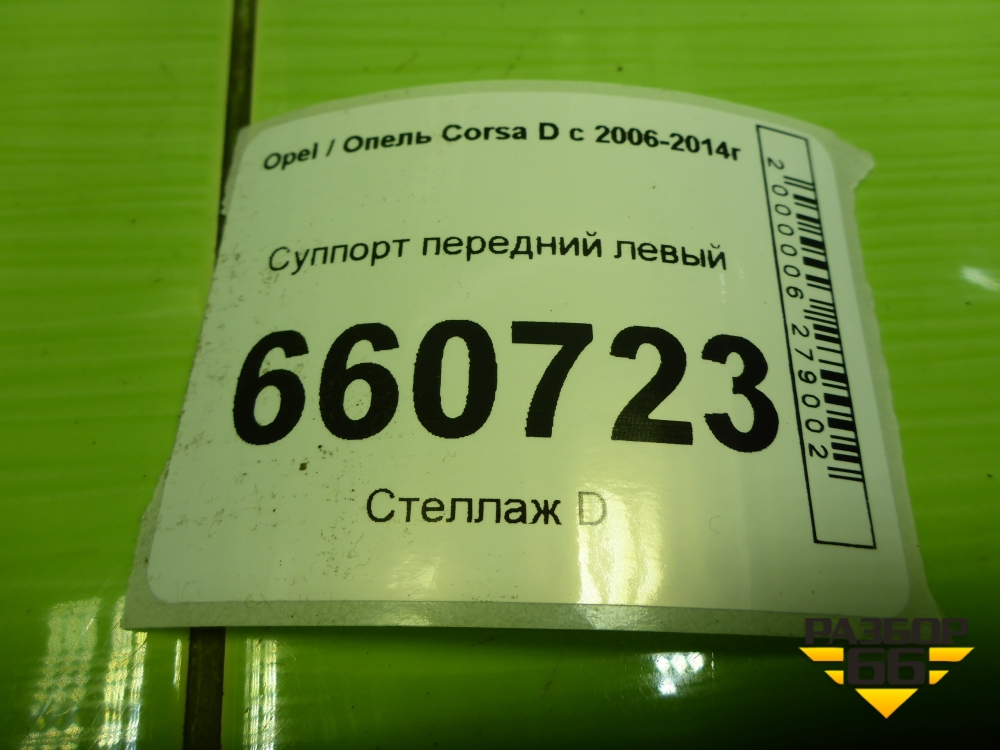 Opel / Опель Corsa D с 2006-2014г
Суппорт передний левый
660723
Стеллаж D
2000006279002
РАЗБОР
66